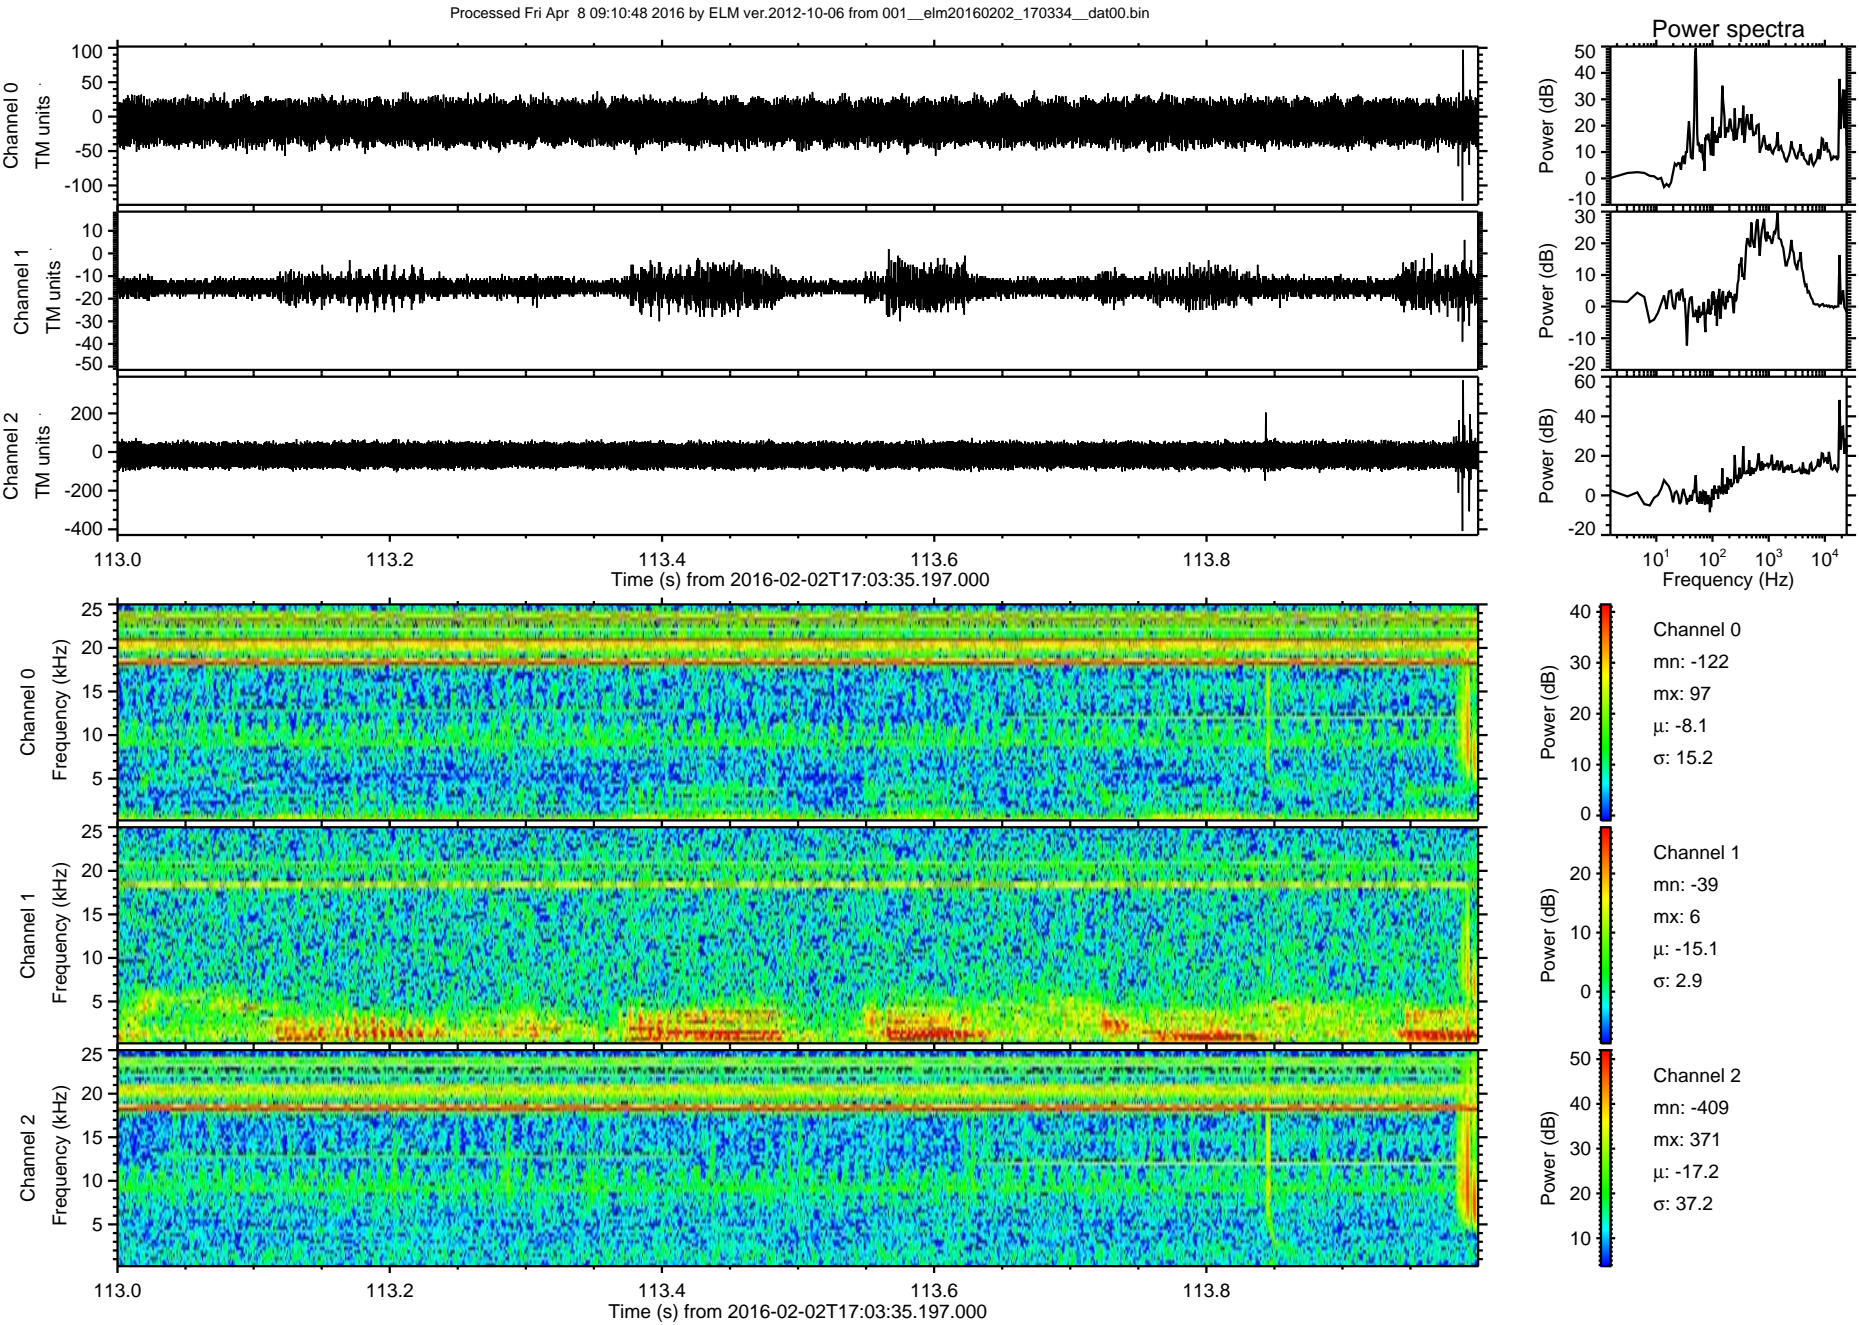 Processed Fri Apr  8 09:10:48 2016 by ELM ver.2012-10-06 from 001__elm20160202_170334__dat00.bin
Power spectra
Channel 0
TM units
100
50
0
-50
-100
Power (dB)
50
40
30
20
10
0
-10
Channel 1
TM units
10
0
-10
-20
-30
-40
-50
Power (dB)
30
20
10
0
-10
-20
Channel 2
TM units
200
0
-200
-400
Power (dB)
60
40
20
0
-20
113.0 113.2 113.4 113.6 113.8
Time (s) from 2016-02-02T17:03:35.197.000
10¹ 10² 10³ 10⁴
Frequency (Hz)
Channel 0
Frequency (kHz)
25
20
15
10
5
Power (dB)
40
30
20
10
0
Channel 0
mn: -122
mx: 97
μ: -8.1
σ: 15.2
Channel 1
Frequency (kHz)
25
20
15
10
5
Power (dB)
20
10
0
Channel 1
mn: -39
mx: 6
μ: -15.1
σ: 2.9
Channel 2
Frequency (kHz)
25
20
15
10
5
Power (dB)
50
40
30
20
10
Channel 2
mn: -409
mx: 371
μ: -17.2
σ: 37.2
113.0 113.2 113.4 113.6 113.8
Time (s) from 2016-02-02T17:03:35.197.000